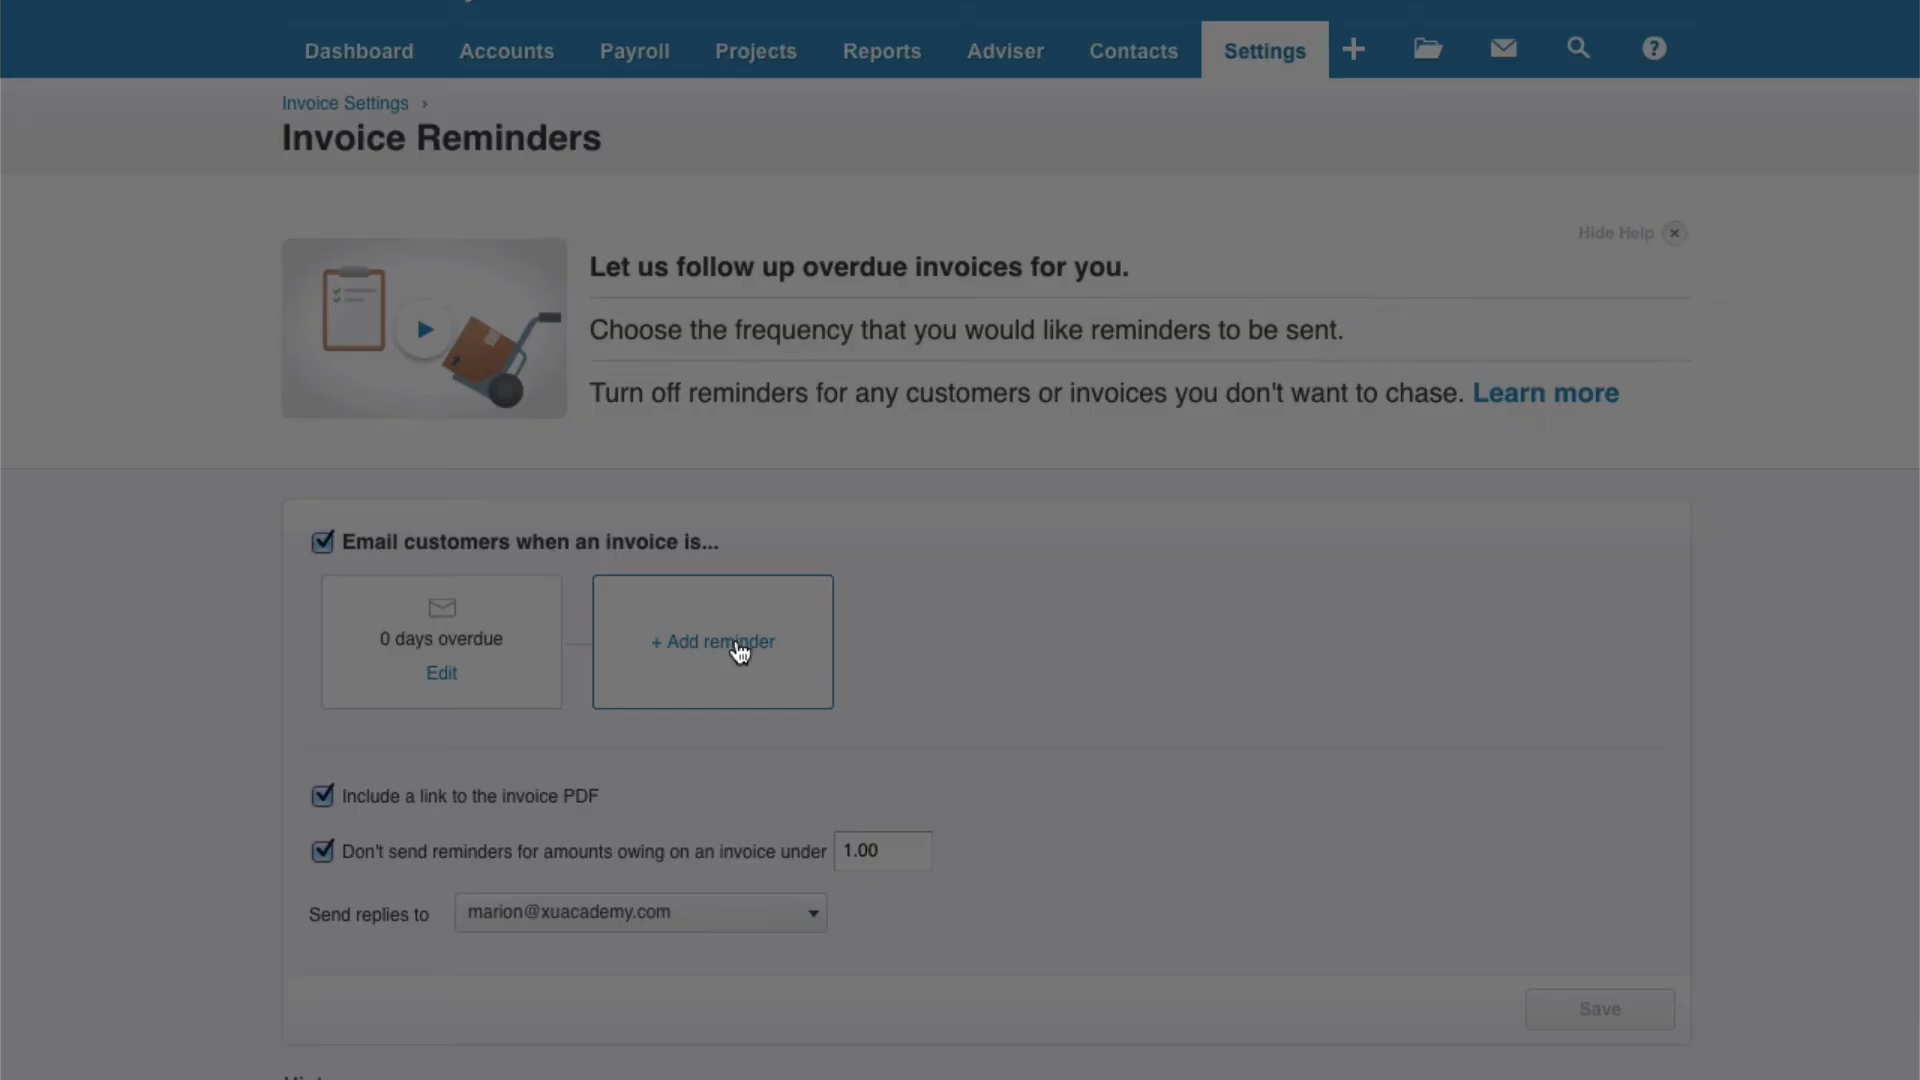 Dashboard Accounts Payroll Projects Reports Adviser Contacts Settings
Invoice Settings ›
Invoice Reminders
Hide Help
Let us follow up overdue invoices for you.
Choose the frequency that you would like reminders to be sent.
Turn off reminders for any customers or invoices you don't want to chase. Learn more
Email customers when an invoice is...
0 days overdue
Edit
+ Add reminder
Include a link to the invoice PDF
Don't send reminders for amounts owing on an invoice under 1.00
Send replies to marion@xuacademy.com
Save